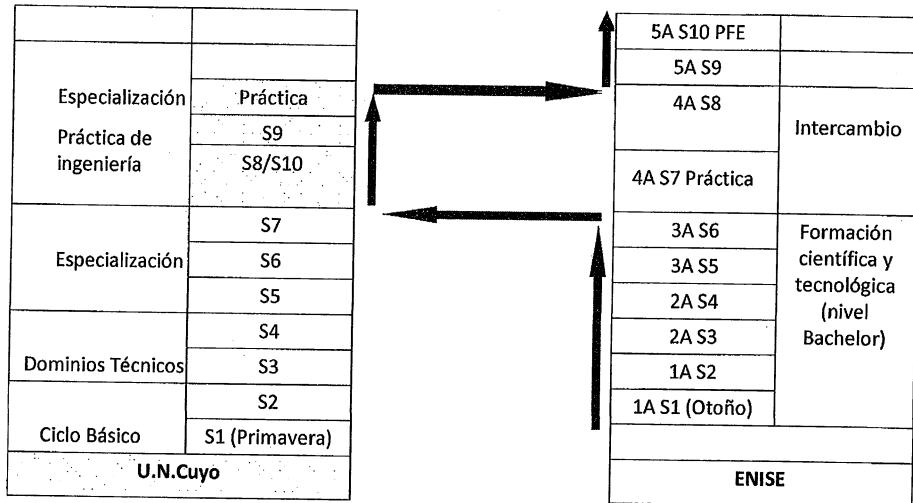 Especialización
Práctica
Práctica de
ingeniería
S9
S8/S10
S7
Especialización
S6
S5
S4
Dominios Técnicos
S3
S2
Ciclo Básico
S1 (Primavera)
U.N.Cuyo
5A S10 PFE
5A S9
4A S8
Intercambio
4A S7 Práctica
3A S6
3A S5
2A S4
2A S3
1A S2
1A S1 (Otoño)
Formación
científica y
tecnológica
(nivel
Bachelor)
ENISE